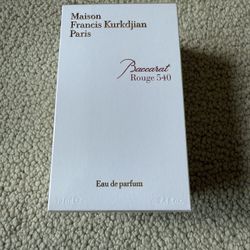 Maison
Francis Kurkdjian
Paris
Baccarat
Rouge 540
Eau de parfum